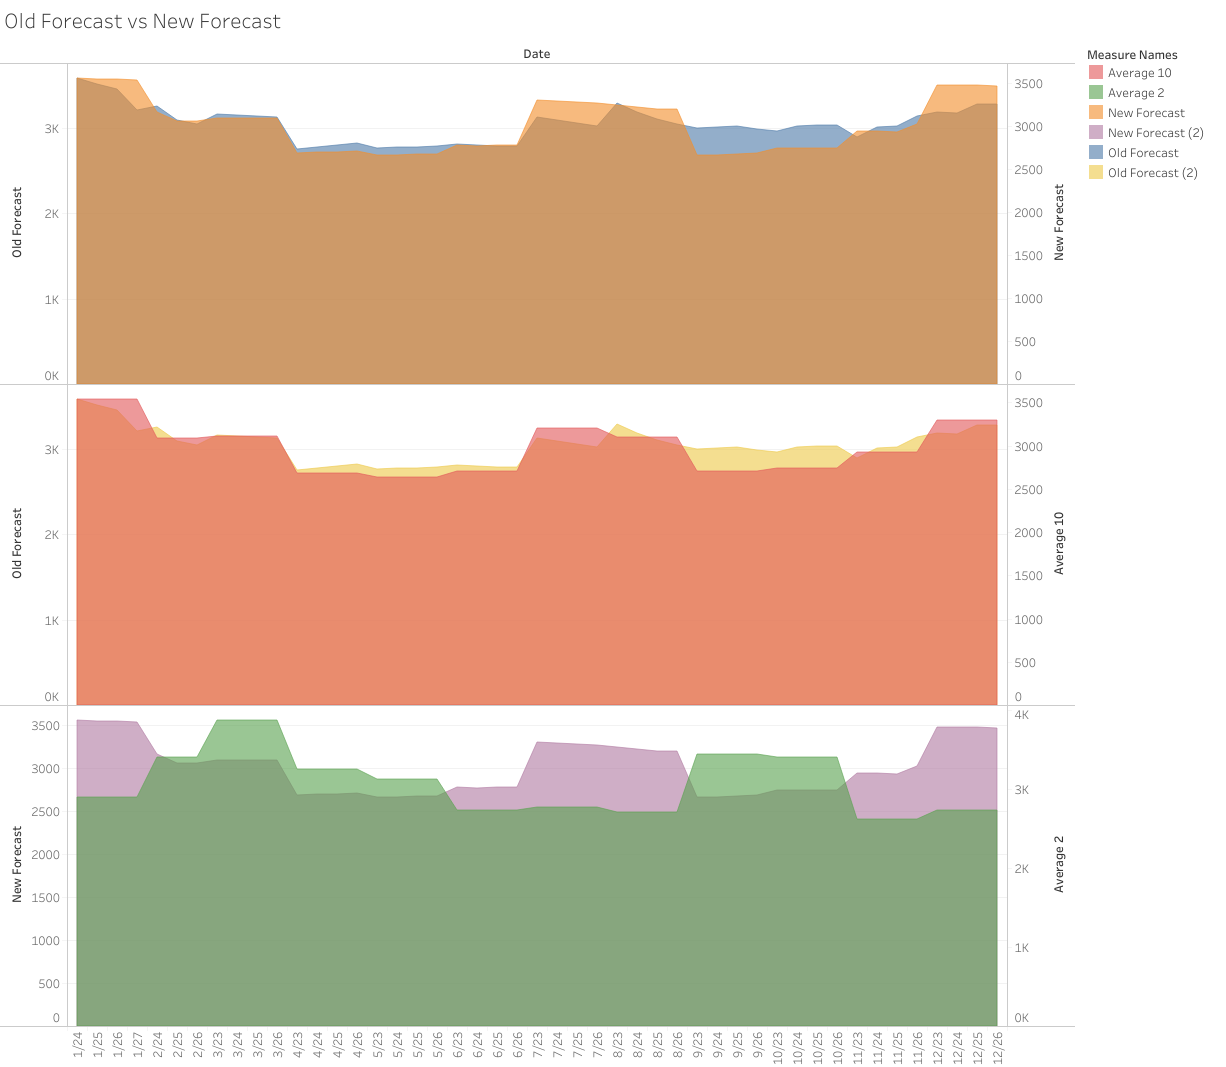 Old Forecast vs New Forecast
Date
Measure Names
Average 10
Average 2
New Forecast
New Forecast (2)
Old Forecast
Old Forecast (2)
Old Forecast
3K
2K
1K
0K
3500
3000
2500
2000
1500
1000
500
0
New Forecast
Old Forecast
3K
2K
1K
0K
3500
3000
2500
2000
1500
1000
500
0
Average 10
New Forecast
3500
3000
2500
2000
1500
1000
500
0
4K
3K
2K
1K
0K
Average 2
1/24
1/25
1/26
1/27
2/24
2/25
2/26
3/23
3/24
3/25
3/26
4/23
4/24
4/25
4/26
5/23
5/24
5/25
5/26
6/23
6/24
6/25
6/26
7/23
7/24
7/25
7/26
8/23
8/24
8/25
8/26
9/23
9/24
9/25
9/26
10/23
10/24
10/25
10/26
11/23
11/24
11/25
11/26
12/23
12/24
12/25
12/26